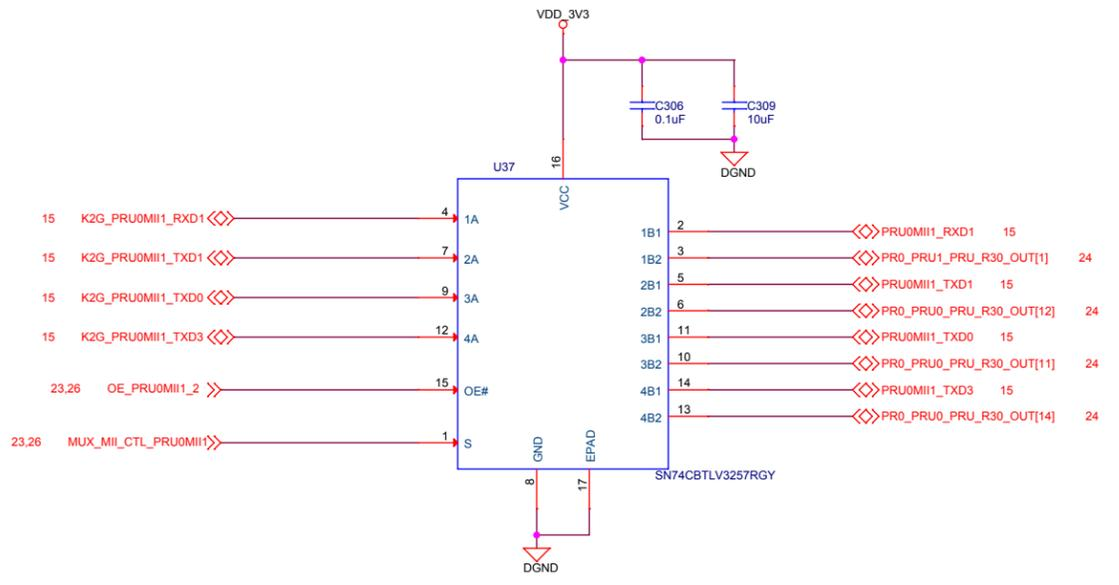 VDD_3V3
C306
0.1uF
C309
10uF
DGND
U37
16
VCC
15 K2G_PRU0MII1_RXD1 4 1A
15 K2G_PRU0MII1_TXD1 7 2A
15 K2G_PRU0MII1_TXD0 9 3A
15 K2G_PRU0MII1_TXD3 12 4A
23,26 OE_PRU0MII1_2 15 OE#
23,26 MUX_MII_CTL_PRU0MII1 1 S
1B1 2 PRU0MII1_RXD1 15
1B2 3 PR0_PRU1_PRU_R30_OUT[1] 24
2B1 5 PRU0MII1_TXD1 15
2B2 6 PR0_PRU0_PRU_R30_OUT[12] 24
3B1 11 PRU0MII1_TXD0 15
3B2 10 PR0_PRU0_PRU_R30_OUT[11] 24
4B1 14 PRU0MII1_TXD3 15
4B2 13 PR0_PRU0_PRU_R30_OUT[14] 24
GND
EPAD
SN74CBTLV3257RGY
8
17
DGND